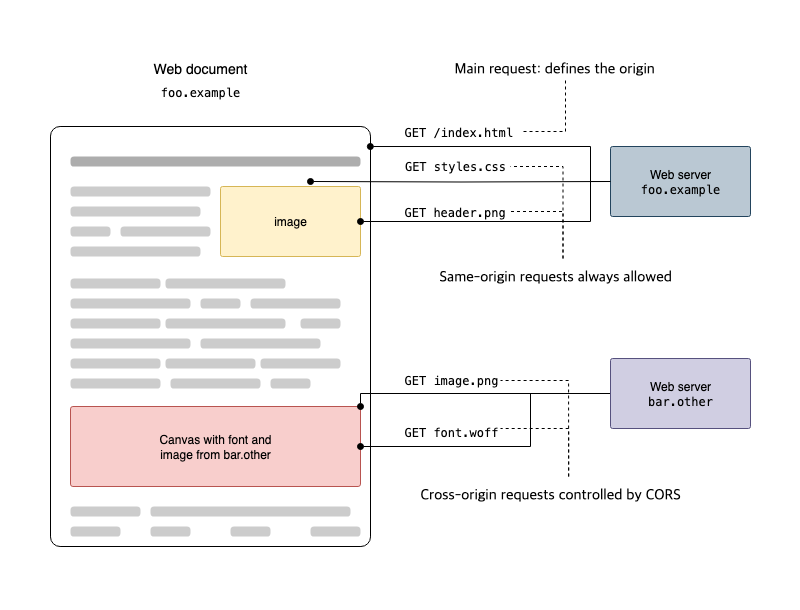 Web document
foo.example
Main request: defines the origin
GET /index.html
GET styles.css
GET header.png
Web server
foo.example
image
Same-origin requests always allowed
GET image.png
GET font.woff
Web server
bar.other
Canvas with font and
image from bar.other
Cross-origin requests controlled by CORS